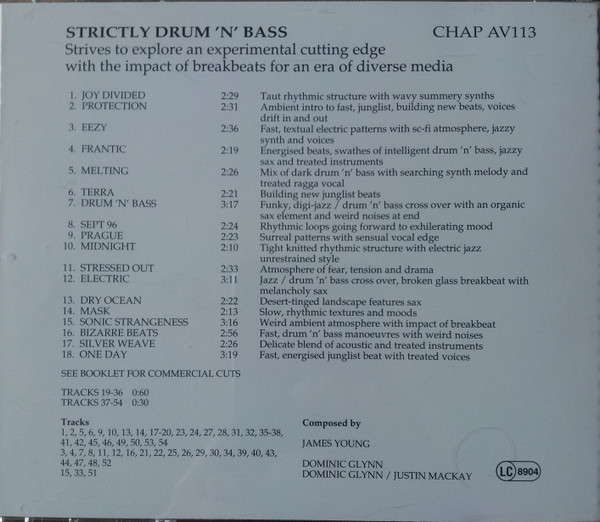 STRICTLY DRUM 'N' BASS CHAP AV113
Strives to explore an experimental cutting edge
with the impact of breakbeats for an era of diverse media
1. JOY DIVIDED 2:29 Taut rhythmic structure with wavy summery synths
2. PROTECTION 2:31 Ambient intro to fast, junglist, building new beats, voices
drift in and out
3. EEZY 2:36 Fast, textual electric patterns with sc-fi atmosphere, jazzy
synth and voices
4. FRANTIC 2:19 Energised beats, swathes of intelligent drum 'n' bass, jazzy
sax and treated instruments
5. MELTING 2:26 Mix of dark drum 'n' bass with searching synth melody and
treated ragga vocal
6. TERRA 2:21 Building new junglist beats
7. DRUM 'N' BASS 3:17 Funky, digi-jazz / drum 'n' bass cross over with an organic
sax element and weird noises at end
8. SEPT 96 2:24 Rhythmic loops going forward to exhilerating mood
9. PRAGUE 2:23 Surreal patterns with sensual vocal edge
10. MIDNIGHT 2:10 Tight knitted rhythmic structure with electric jazz
unrestrained style
11. STRESSED OUT 2:33 Atmosphere of fear, tension and drama
12. ELECTRIC 3:11 Jazz / drum 'n' bass cross over, broken glass breakbeat with
melancholy sax
13. DRY OCEAN 2:22 Desert-tinged landscape features sax
14. MASK 2:13 Slow, rhythmic textures and moods
15. SONIC STRANGENESS 3:16 Weird ambient atmosphere with impact of breakbeat
16. BIZARRE BEATS 2:56 Fast, drum 'n' bass manoeuvres with weird noises
17. SILVER WEAVE 2:26 Delicate blend of acoustic and treated instruments
18. ONE DAY 3:19 Fast, energised junglist beat with treated voices
SEE BOOKLET FOR COMMERCIAL CUTS
TRACKS 19-36 0:60
TRACKS 37-54 0:30
Tracks Composed by
1, 2, 5, 6, 9, 10, 13, 14, 17-20, 23, 24, 27, 28, 31, 32, 35-38,
41, 42, 45, 46, 49, 50, 53, 54 JAMES YOUNG
3, 4, 7, 8, 11, 12, 16, 21, 22, 25, 26, 29, 30, 34, 39, 40, 43,
44, 47, 48, 52 DOMINIC GLYNN
15, 33, 51 DOMINIC GLYNN / JUSTIN MACKAY
LC 8904